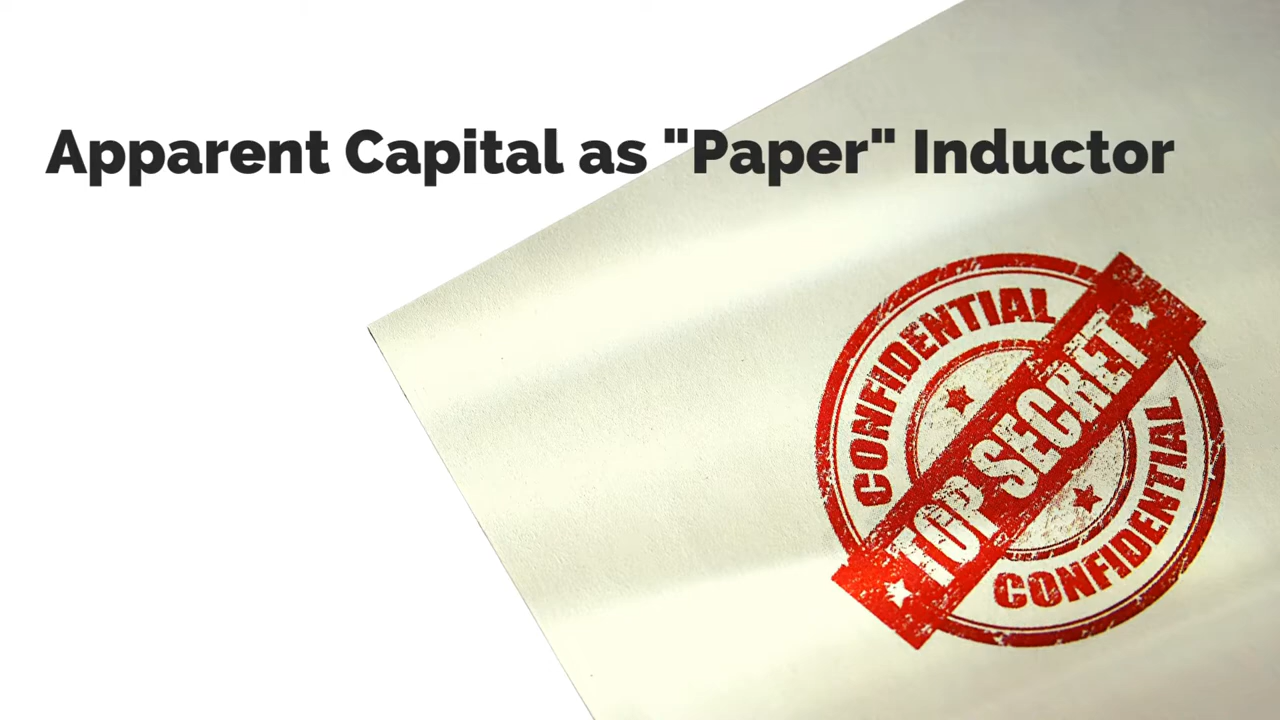 Apparent Capital as "Paper" Inductor
CONFIDENTIAL
TOP SECRET
CONFIDENTIAL